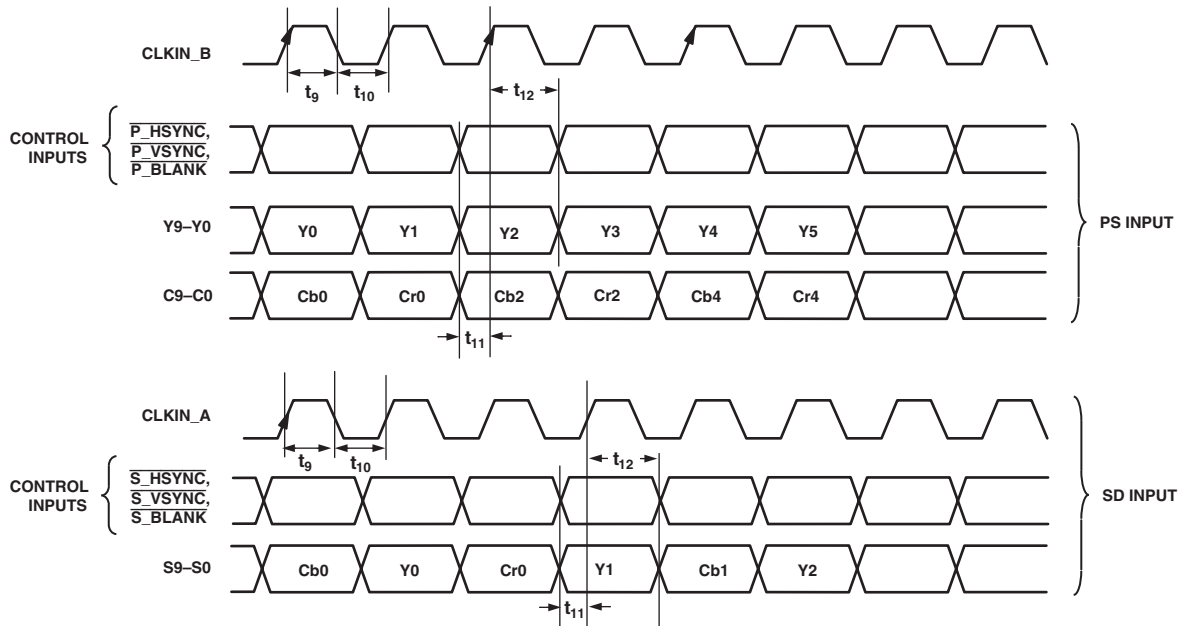 CLKIN_B
t9 t10 t12
CONTROL INPUTS
P_HSYNC,
P_VSYNC,
P_BLANK
Y9–Y0 Y0 Y1 Y2 Y3 Y4 Y5
PS INPUT
C9–C0 Cb0 Cr0 Cb2 Cr2 Cb4 Cr4
t11
CLKIN_A
t9 t10 t12
CONTROL INPUTS
S_HSYNC,
S_VSYNC,
S_BLANK
SD INPUT
S9–S0 Cb0 Y0 Cr0 Y1 Cb1 Y2
t11